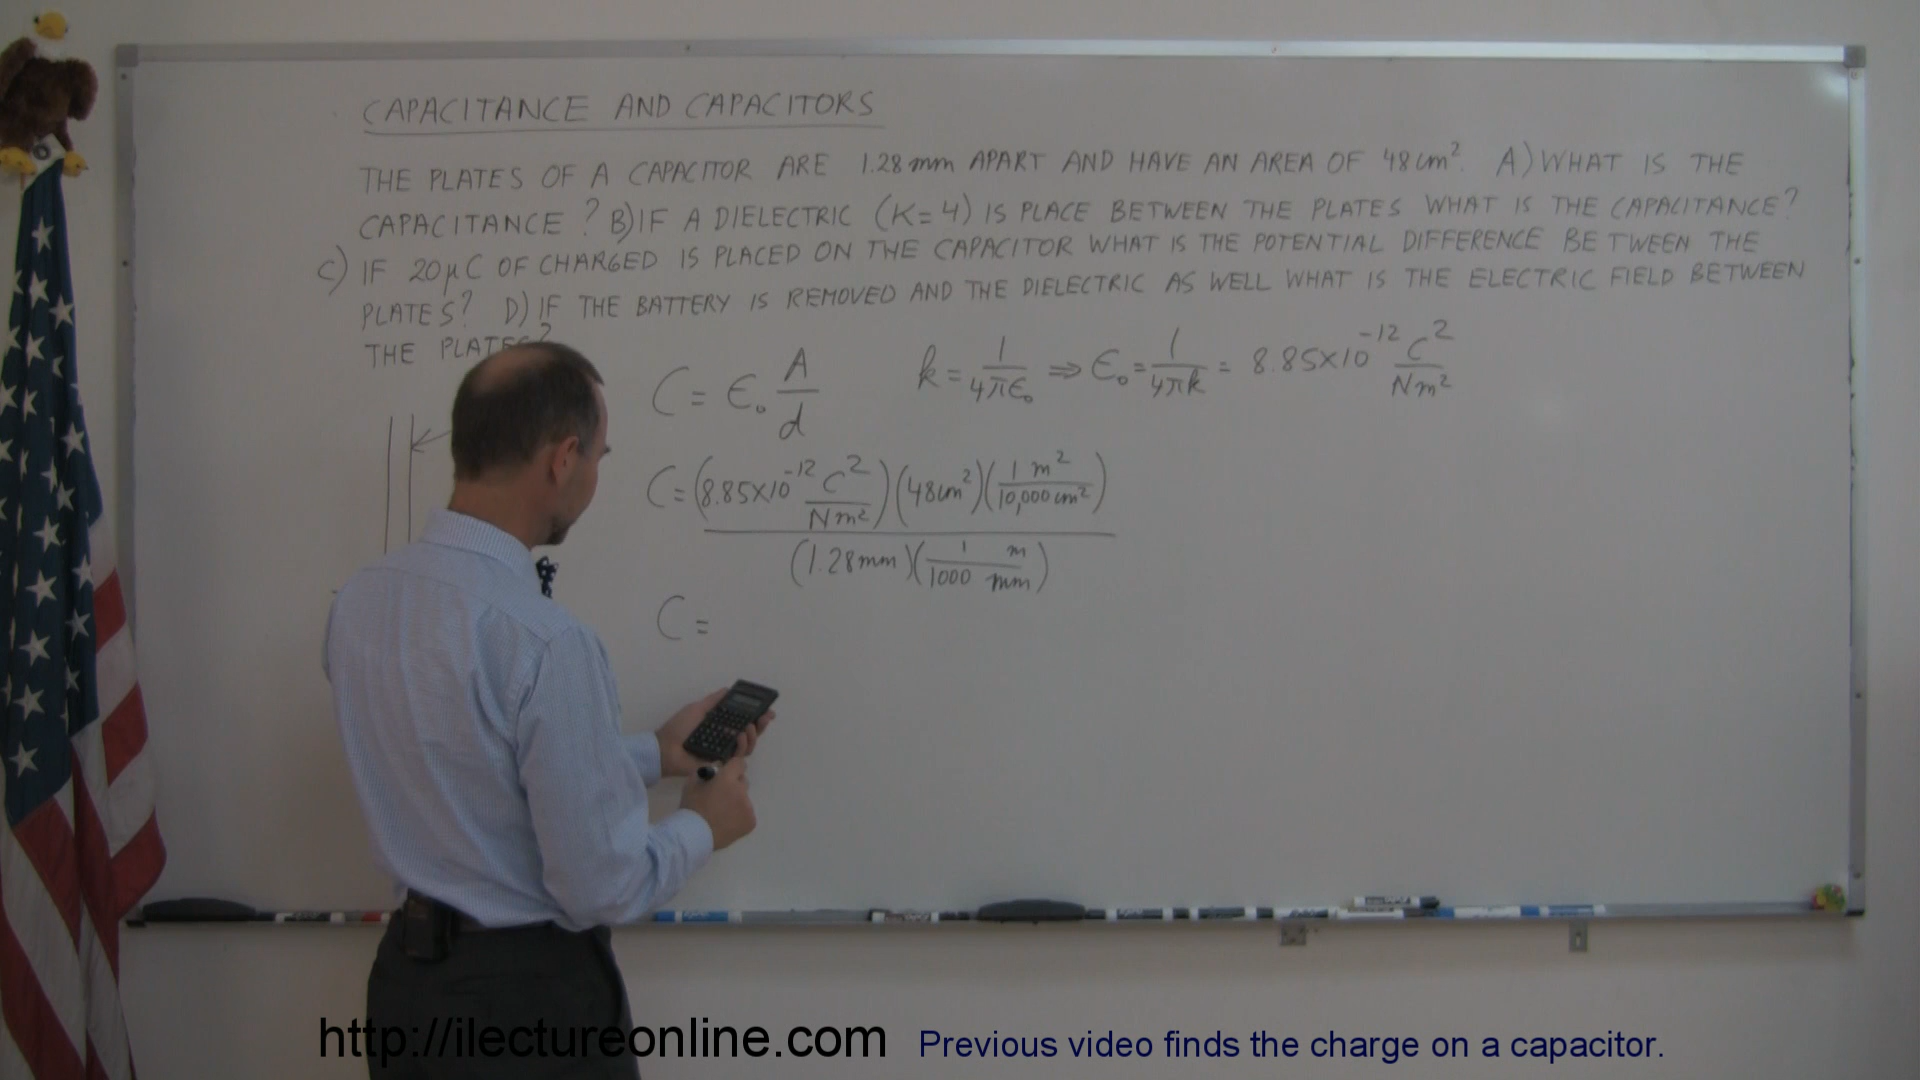 CAPACITANCE AND CAPACITORS
THE PLATES OF A CAPACITOR ARE 1.28 mm APART AND HAVE AN AREA OF 48 cm². A) WHAT IS THE
CAPACITANCE? B) IF A DIELECTRIC (K=4) IS PLACE BETWEEN THE PLATES WHAT IS THE CAPACITANCE?
C) IF 20 μC OF CHARGED IS PLACED ON THE CAPACITOR WHAT IS THE POTENTIAL DIFFERENCE BETWEEN THE
PLATES? D) IF THE BATTERY IS REMOVED AND THE DIELECTRIC AS WELL WHAT IS THE ELECTRIC FIELD BETWEEN
THE PLATES?
C = ε₀ A/d k = 1/4πε₀ ⇒ ε₀ = 1/4πk = 8.85×10⁻¹² C²/Nm²
C = (8.85×10⁻¹² C²/Nm²)(48cm²)(1 m²/10,000 cm²)
(1.28mm)(1 m/1000 mm)
C =
http://ilectureonline.com Previous video finds the charge on a capacitor.